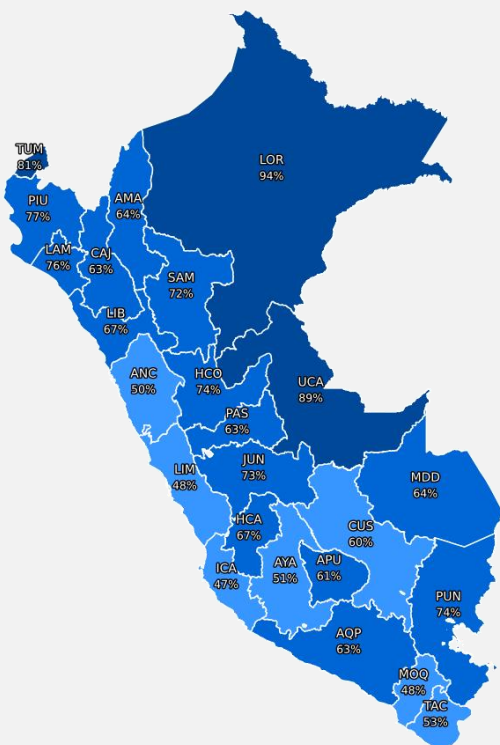 LOR
94%
TUM
81%
PIU
77%
AMA
64%
LAM
76%
CAJ
63%
SAM
72%
LIB
67%
ANC
50%
HCO
74%
UCA
89%
PAS
63%
LIM
48%
JUN
73%
MDD
64%
HCA
67%
CUS
60%
ICA
47%
AYA
51%
APU
61%
PUN
74%
AQP
63%
MOQ
48%
TAC
53%